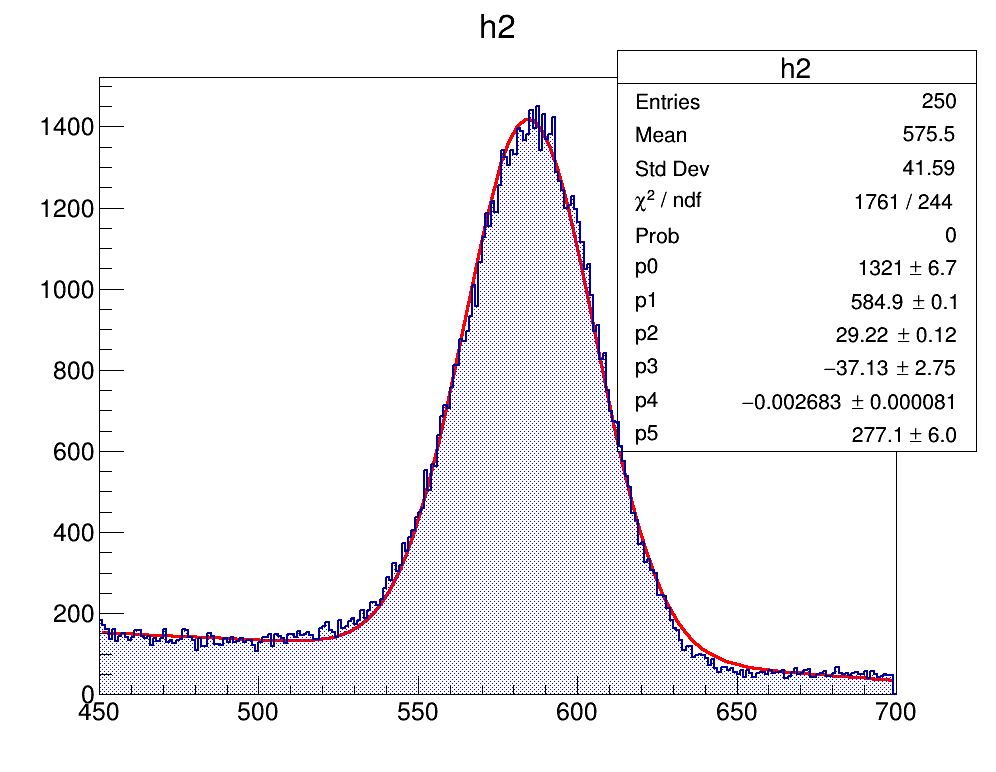 h2
h2
Entries 250
Mean 575.5
Std Dev 41.59
χ² / ndf 1761 / 244
Prob 0
p0 1321 ± 6.7
p1 584.9 ± 0.1
p2 29.22 ± 0.12
p3 −37.13 ± 2.75
p4 −0.002683 ± 0.000081
p5 277.1 ± 6.0
1400
1200
1000
800
600
400
200
0
450 500 550 600 650 700